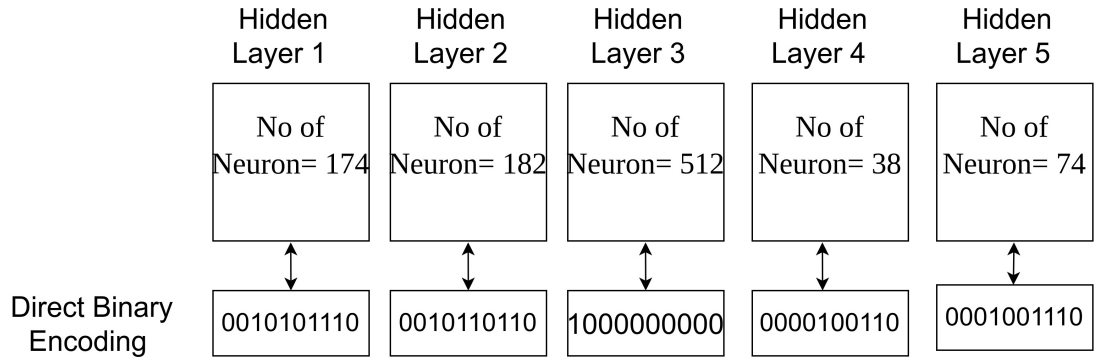 Hidden
Layer 1
Hidden
Layer 2
Hidden
Layer 3
Hidden
Layer 4
Hidden
Layer 5
No of
Neuron= 174
No of
Neuron= 182
No of
Neuron= 512
No of
Neuron= 38
No of
Neuron= 74
Direct Binary
Encoding
0010101110
0010110110
1000000000
0000100110
0001001110